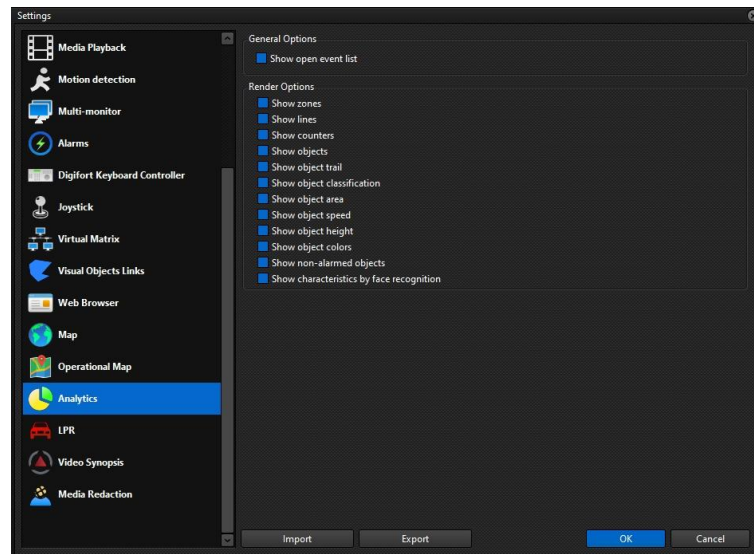 Settings
Media Playback
Motion detection
Multi-monitor
Alarms
Digifort Keyboard Controller
Joystick
Virtual Matrix
Visual Objects Links
Web Browser
Map
Operational Map
Analytics
LPR
Video Synopsis
Media Redaction
General Options
Show open event list
Render Options
Show zones
Show lines
Show counters
Show objects
Show object trail
Show object classification
Show object area
Show object speed
Show object height
Show object colors
Show non-alarmed objects
Show characteristics by face recognition
Import Export OK Cancel